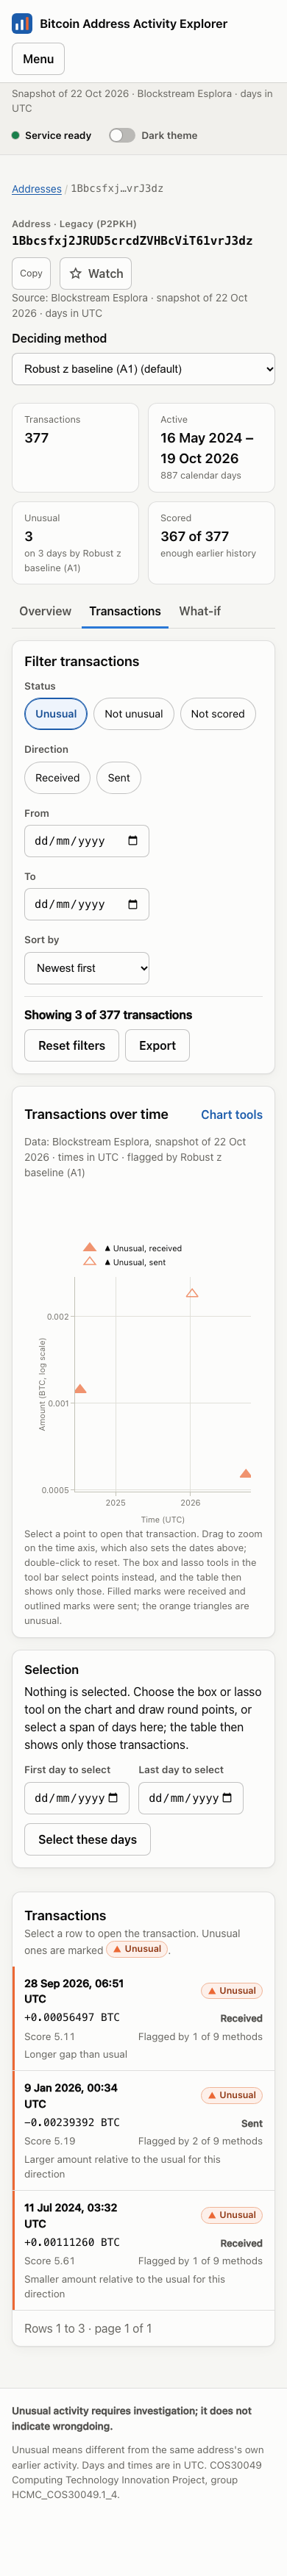 Bitcoin Address Activity Explorer
Menu
Snapshot of 22 Oct 2026 · Blockstream Esplora · days in
UTC
Service ready
Dark theme
Addresses / 1Bbcsfxj…vrJ3dz
Address · Legacy (P2PKH)
1Bbcsfxj2JRUD5crcdZVHBcViT61vrJ3dz
Copy
Watch
Source: Blockstream Esplora · snapshot of 22 Oct
2026 · days in UTC
Deciding method
Robust z baseline (A1) (default)
Transactions
377
Active
16 May 2024 –
19 Oct 2026
887 calendar days
Unusual
3
on 3 days by Robust z
baseline (A1)
Scored
367 of 377
enough earlier history
Overview
Transactions
What-if
Filter transactions
Status
Unusual
Not unusual
Not scored
Direction
Received
Sent
From
dd/mm/yyyy
To
dd/mm/yyyy
Sort by
Newest first
Showing 3 of 377 transactions
Reset filters
Export
Transactions over time
Chart tools
Data: Blockstream Esplora, snapshot of 22 Oct
2026 · times in UTC · flagged by Robust z
baseline (A1)
▲ Unusual, received
▲ Unusual, sent
Amount (BTC, log scale)
0.002
0.001
0.0005
2025
2026
Time (UTC)
Select a point to open that transaction. Drag to zoom
on the time axis, which also sets the dates above;
double-click to reset. The box and lasso tools in the
tool bar select points instead, and the table then
shows only those. Filled marks were received and
outlined marks were sent; the orange triangles are
unusual.
Selection
Nothing is selected. Choose the box or lasso
tool on the chart and draw round points, or
select a span of days here; the table then
shows only those transactions.
First day to select
Last day to select
dd/mm/yyyy
dd/mm/yyyy
Select these days
Transactions
Select a row to open the transaction. Unusual
ones are marked ▲ Unusual.
28 Sep 2026, 06:51
UTC
▲ Unusual
+0.00056497 BTC
Received
Score 5.11
Flagged by 1 of 9 methods
Longer gap than usual
9 Jan 2026, 00:34
UTC
▲ Unusual
−0.00239392 BTC
Sent
Score 5.19
Flagged by 2 of 9 methods
Larger amount relative to the usual for this
direction
11 Jul 2024, 03:32
UTC
▲ Unusual
+0.00111260 BTC
Received
Score 5.61
Flagged by 1 of 9 methods
Smaller amount relative to the usual for this
direction
Rows 1 to 3 · page 1 of 1
Unusual activity requires investigation; it does not
indicate wrongdoing.
Unusual means different from the same address's own
earlier activity. Days and times are in UTC. COS30049
Computing Technology Innovation Project, group
HCMC_COS30049.1_4.